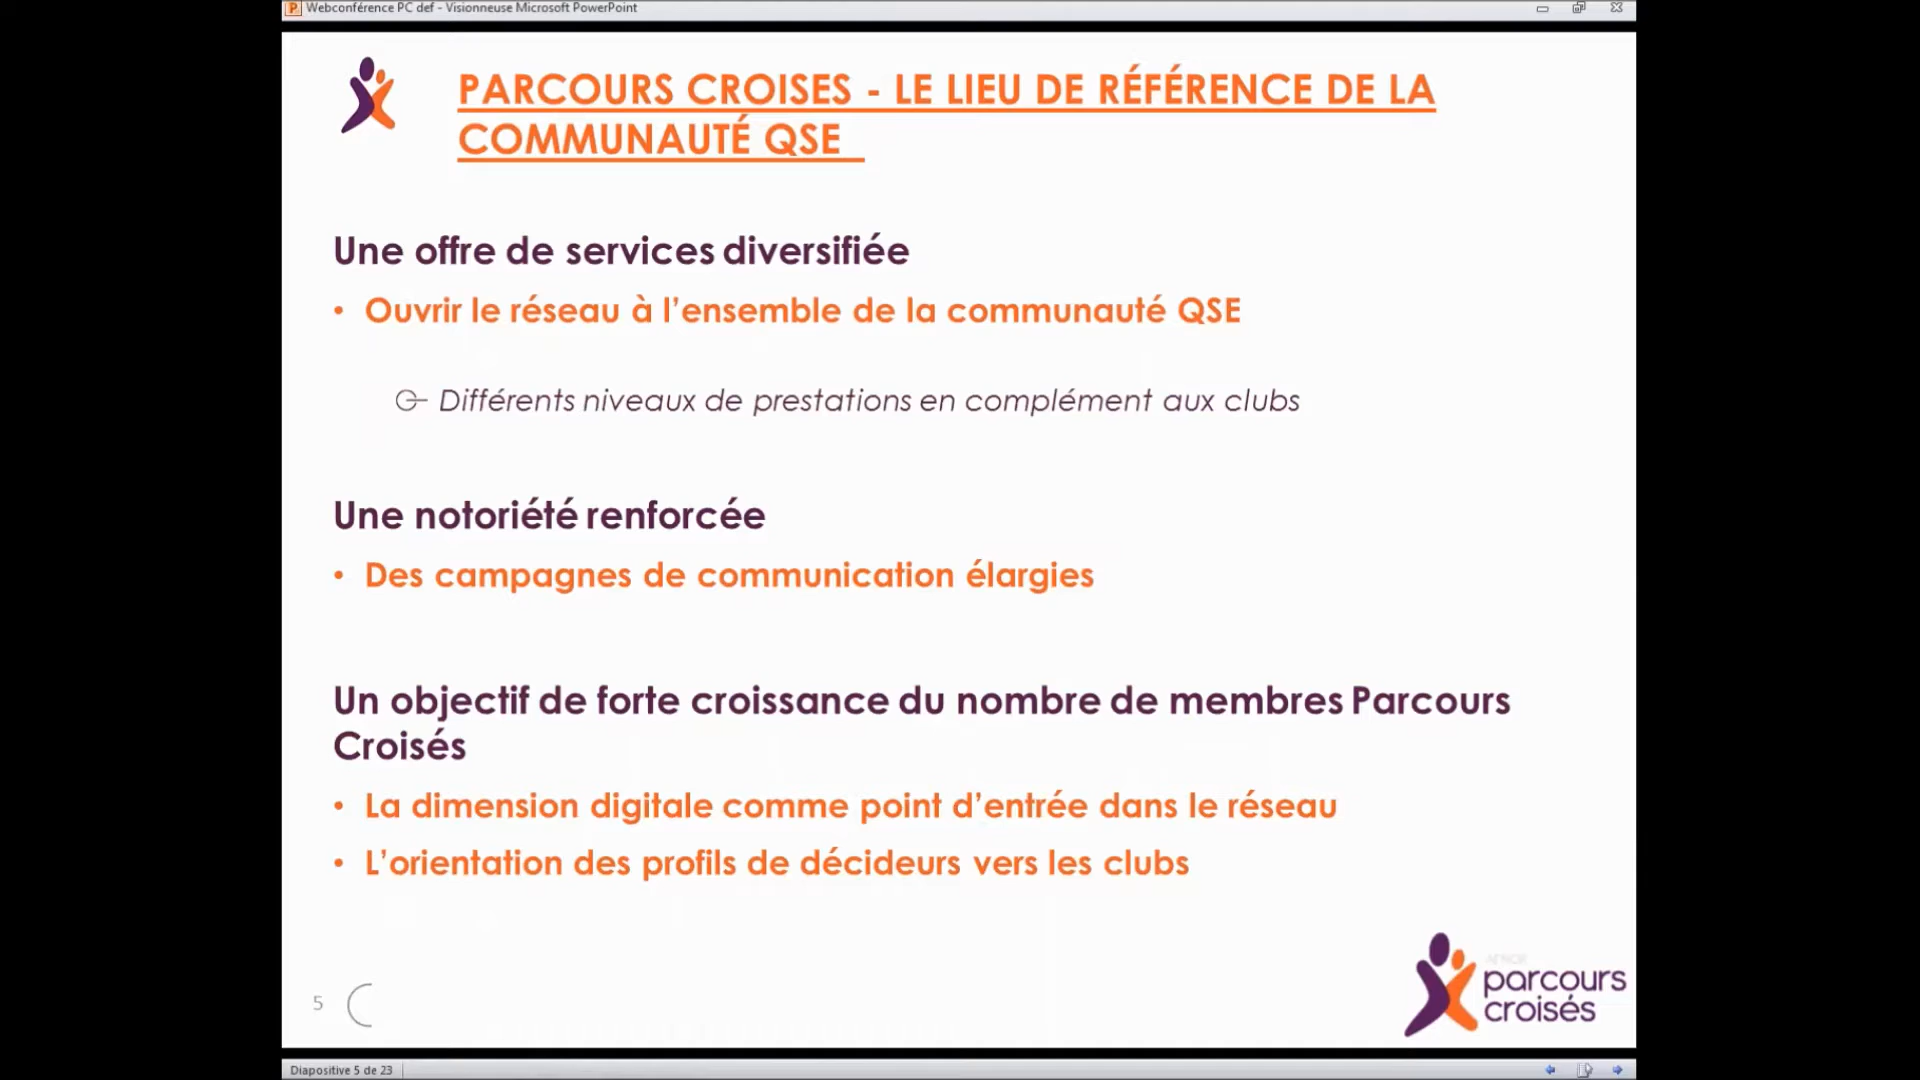 Webconférence PC def - Visionneuse Microsoft PowerPoint
PARCOURS CROISES - LE LIEU DE RÉFÉRENCE DE LA
COMMUNAUTÉ QSE
Une offre de services diversifiée
• Ouvrir le réseau à l’ensemble de la communauté QSE
Différents niveaux de prestations en complément aux clubs
Une notoriété renforcée
• Des campagnes de communication élargies
Un objectif de forte croissance du nombre de membres Parcours
Croisés
• La dimension digitale comme point d’entrée dans le réseau
• L’orientation des profils de décideurs vers les clubs
parcours
croisés
5
Diapositive 5 de 23